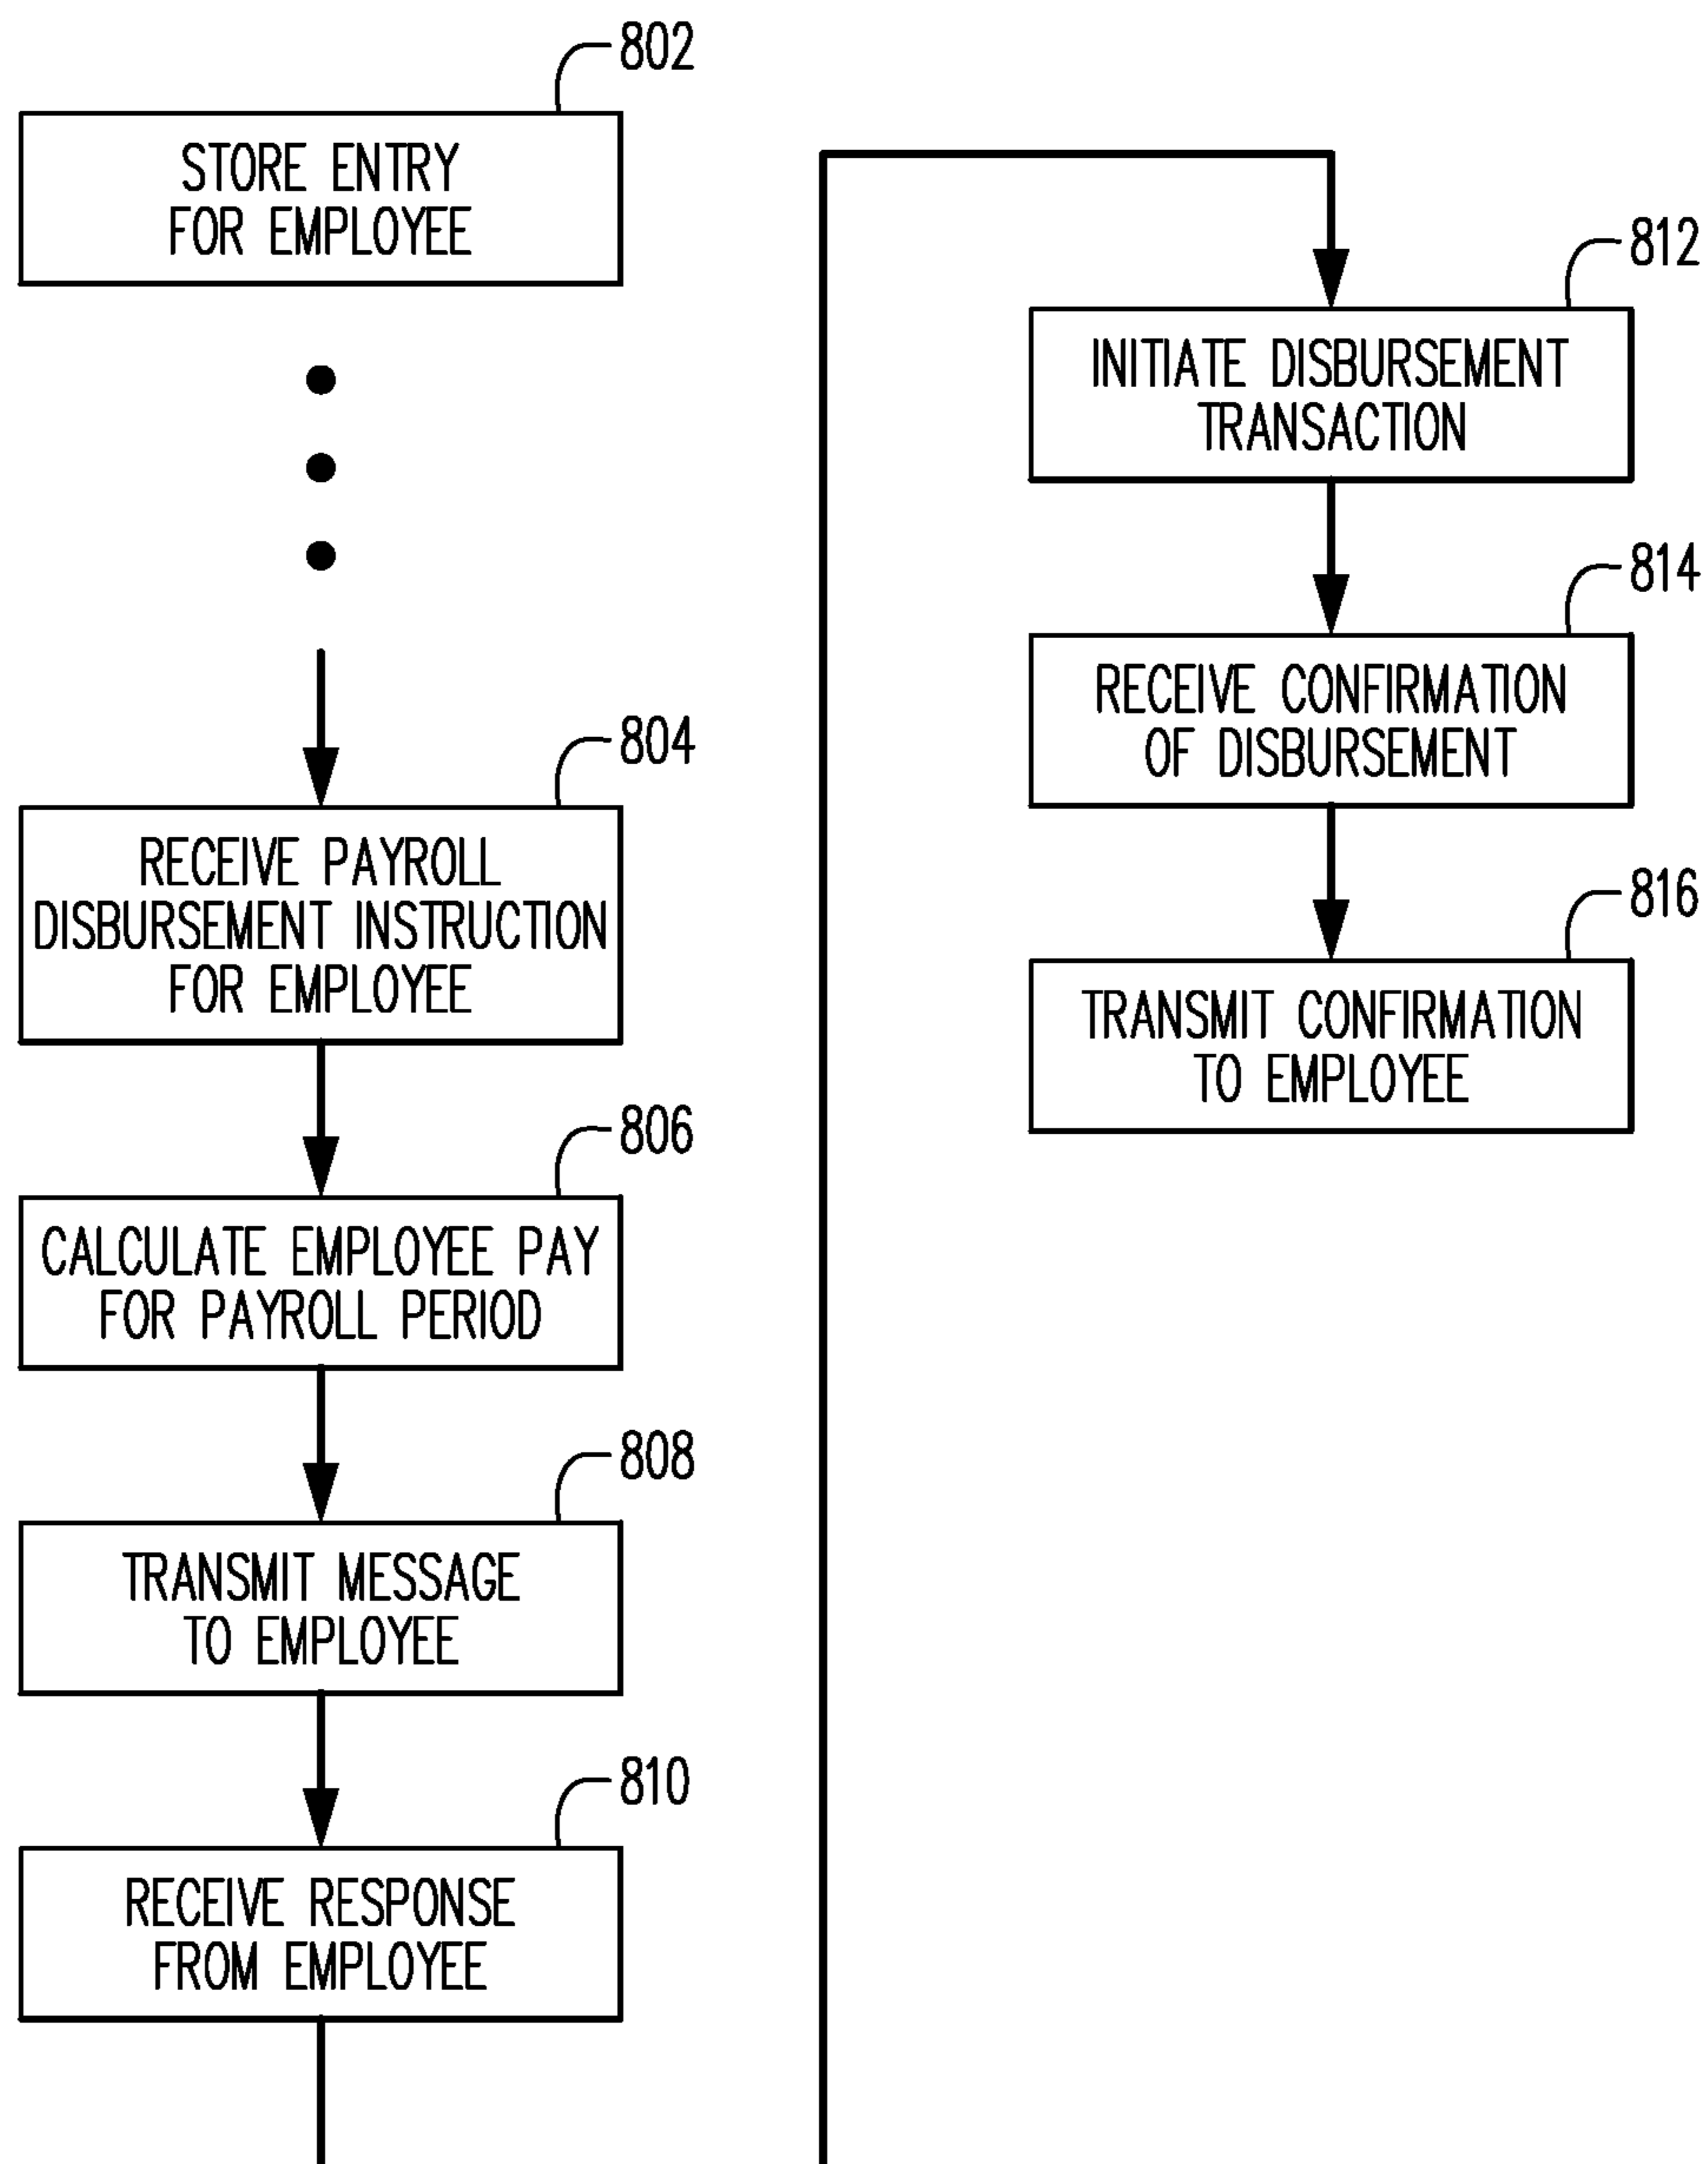 802
STORE ENTRY
FOR EMPLOYEE
804
RECEIVE PAYROLL
DISBURSEMENT INSTRUCTION
FOR EMPLOYEE
806
CALCULATE EMPLOYEE PAY
FOR PAYROLL PERIOD
808
TRANSMIT MESSAGE
TO EMPLOYEE
810
RECEIVE RESPONSE
FROM EMPLOYEE
812
INITIATE DISBURSEMENT
TRANSACTION
814
RECEIVE CONFIRMATION
OF DISBURSEMENT
816
TRANSMIT CONFIRMATION
TO EMPLOYEE